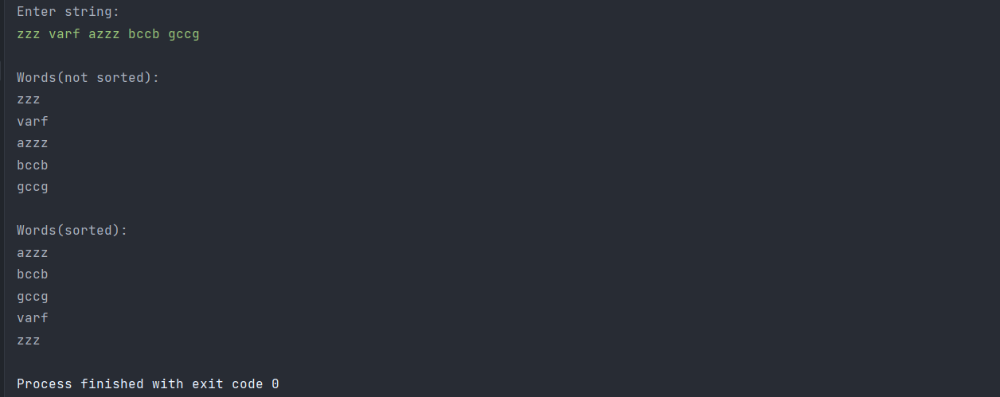 Enter string:
zzz varf azzz bccb gccg
Words(not sorted):
zzz
varf
azzz
bccb
gccg
Words(sorted):
azzz
bccb
gccg
varf
zzz
Process finished with exit code 0